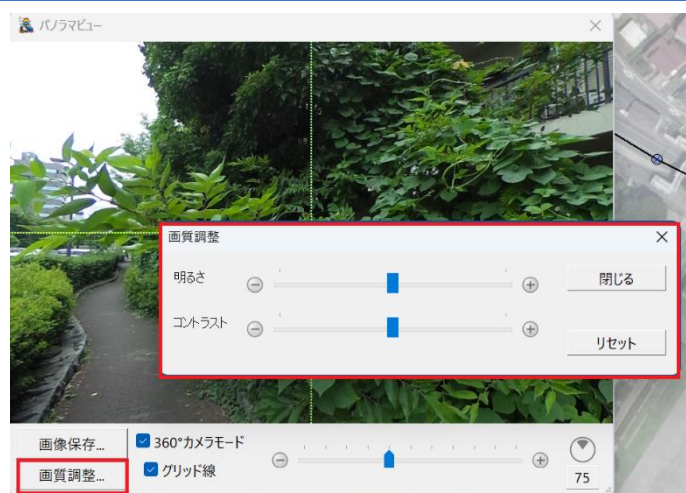 パノラマビュー
画質調整
明るさ
閉じる
コントラスト
リセット
画像保存...
360°カメラモード
画質調整...
グリッド線
75